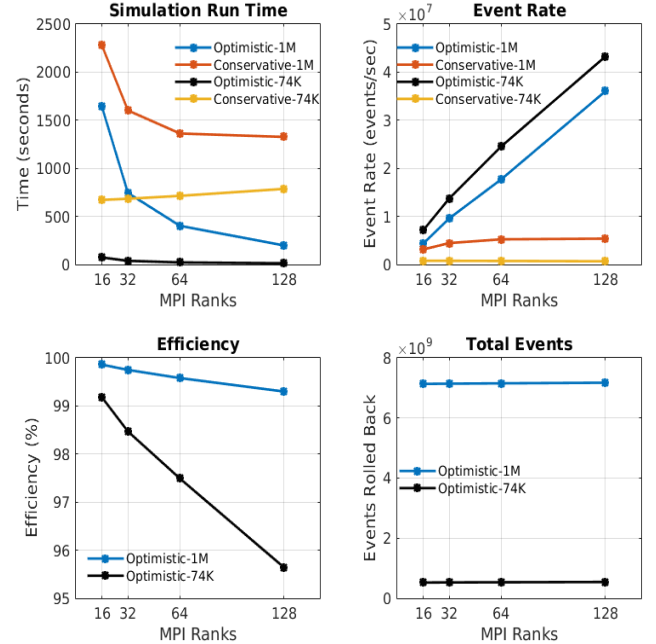 Simulation Run Time
2500
2000
1500
1000
500
0
Time (seconds)
Optimistic-1M
Conservative-1M
Optimistic-74K
Conservative-74K
16 32 64 128
MPI Ranks
Event Rate
×10⁷
5
4
3
2
1
0
Event Rate (events/sec)
Optimistic-1M
Conservative-1M
Optimistic-74K
Conservative-74K
16 32 64 128
MPI Ranks
Efficiency
100
99
98
97
96
95
Efficiency (%)
Optimistic-1M
Optimistic-74K
16 32 64 128
MPI Ranks
Total Events
×10⁹
8
6
4
2
0
Events Rolled Back
Optimistic-1M
Optimistic-74K
16 32 64 128
MPI Ranks